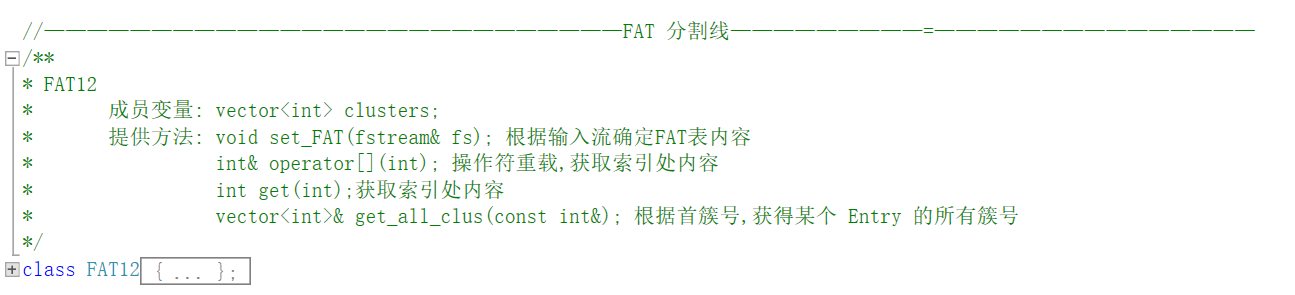 //———————————————————————————FAT 分割线—————————=———————————————
/**
* FAT12
* 成员变量: vector<int> clusters;
* 提供方法: void set_FAT(fstream& fs); 根据输入流确定FAT表内容
* int& operator[](int); 操作符重载,获取索引处内容
* int get(int);获取索引处内容
* vector<int>& get_all_clus(const int&); 根据首簇号,获得某个 Entry 的所有簇号
*/
class FAT12 { ... };